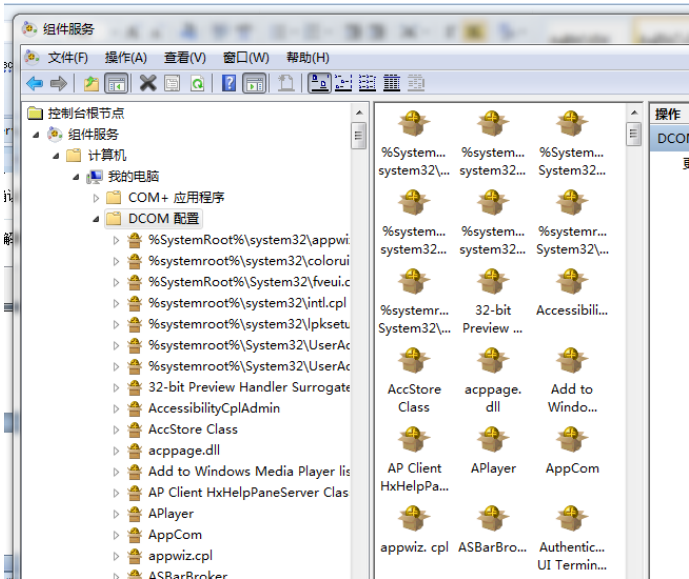 组件服务
文件(F) 操作(A) 查看(V) 窗口(W) 帮助(H)
控制台根节点
组件服务
计算机
我的电脑
COM+ 应用程序
DCOM 配置
%SystemRoot%\system32\appwi
%systemroot%\system32\colorui
%SystemRoot%\System32\fveui.c
%systemroot%\system32\intl.cpl
%systemroot%\system32\lpksetu
%systemroot%\System32\UserAc
%systemroot%\System32\UserAc
32-bit Preview Handler Surrogate
AccessibilityCplAdmin
AccStore Class
acppage.dll
Add to Windows Media Player lis
AP Client HxHelpPaneServer Clas
APlayer
AppCom
appwiz.cpl
ASBarBroker
%System... %system... %System...
system32\... system32... System32...
%system... %system... %systemr...
system32... system32... System32\...
%systemr... 32-bit Accessibili...
System32\... Preview ...
AccStore acppage. Add to
Class dll Windo...
AP Client APlayer AppCom
HxHelpPa...
appwiz. cpl ASBarBro... Authentic...
UI Termin...
操作
DCOM